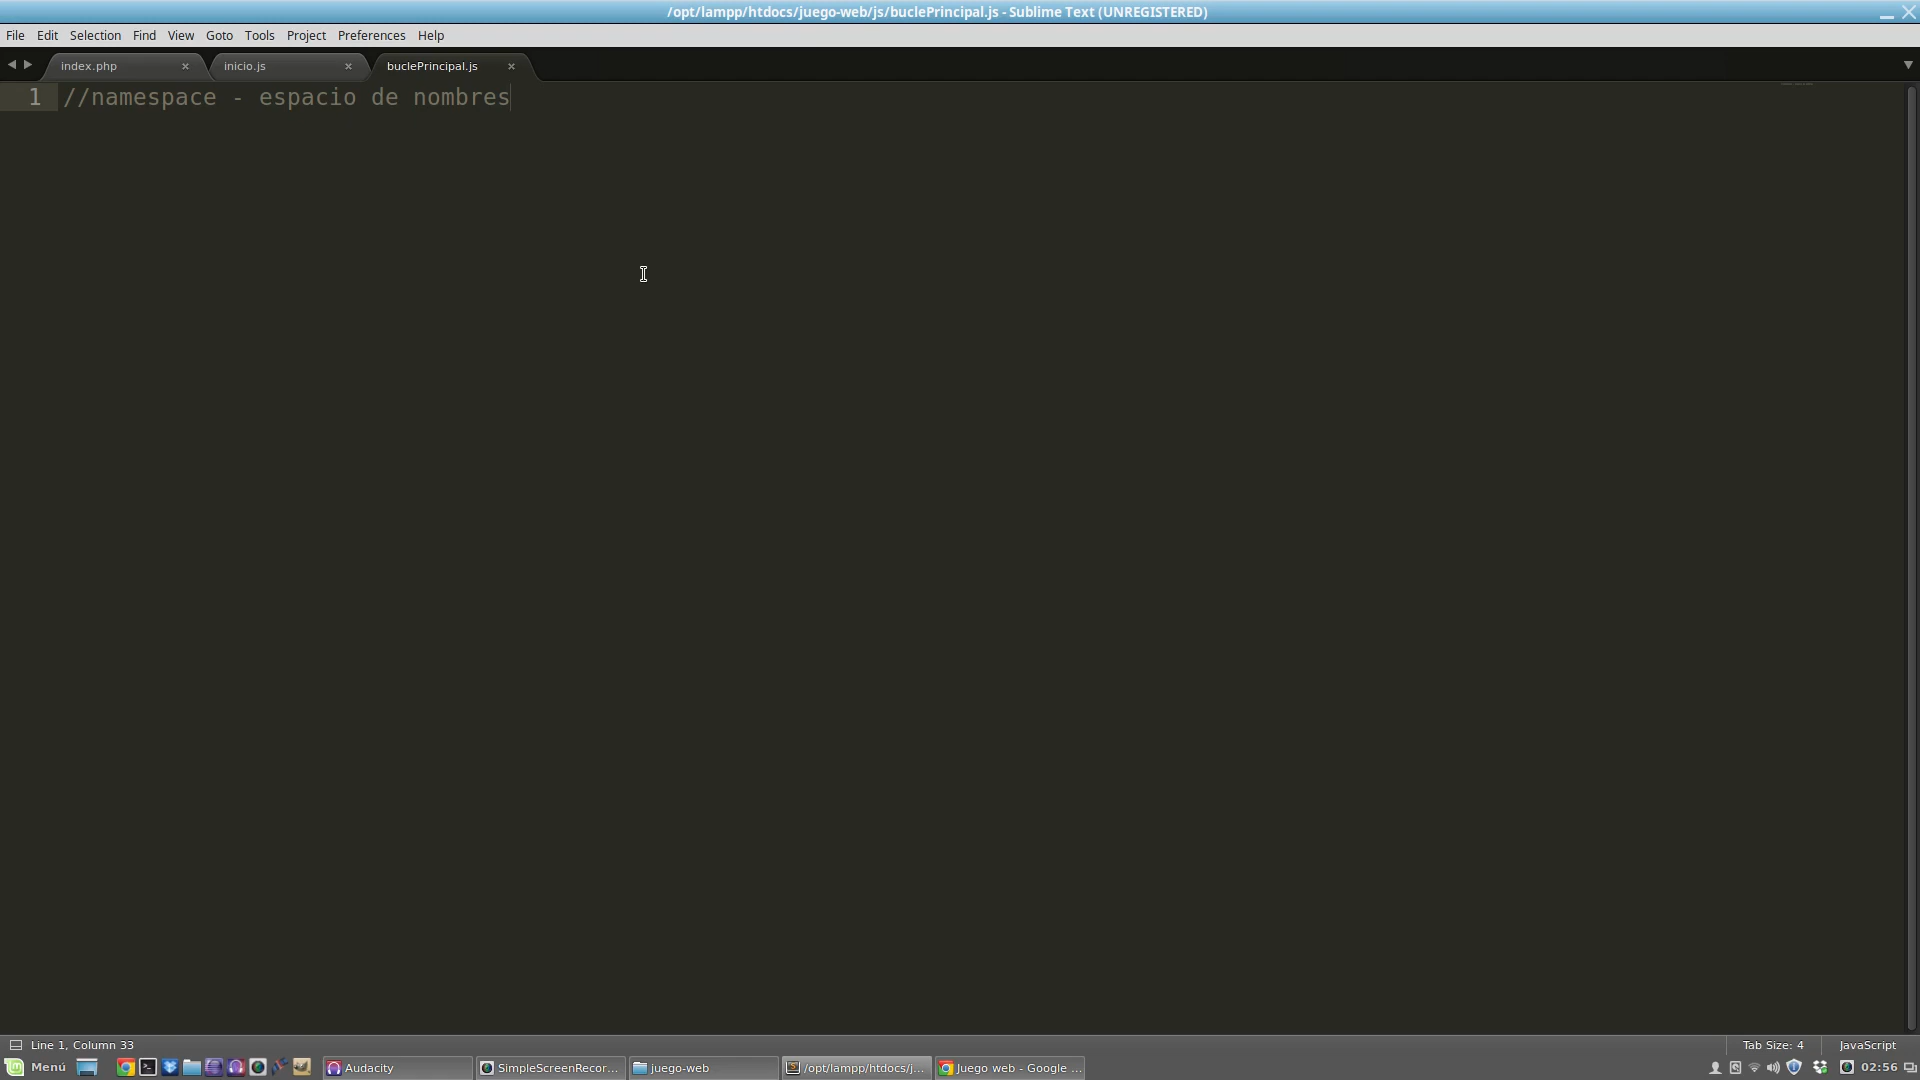 /opt/lampp/htdocs/juego-web/js/buclePrincipal.js - Sublime Text (UNREGISTERED)
File Edit Selection Find View Goto Tools Project Preferences Help
index.php × inicio.js × buclePrincipal.js ×
1 //namespace - espacio de nombres
Line 1, Column 33 Tab Size: 4 JavaScript
Menú Audacity SimpleScreenRecor... juego-web /opt/lampp/htdocs/j... Juego web - Google ... 02:56